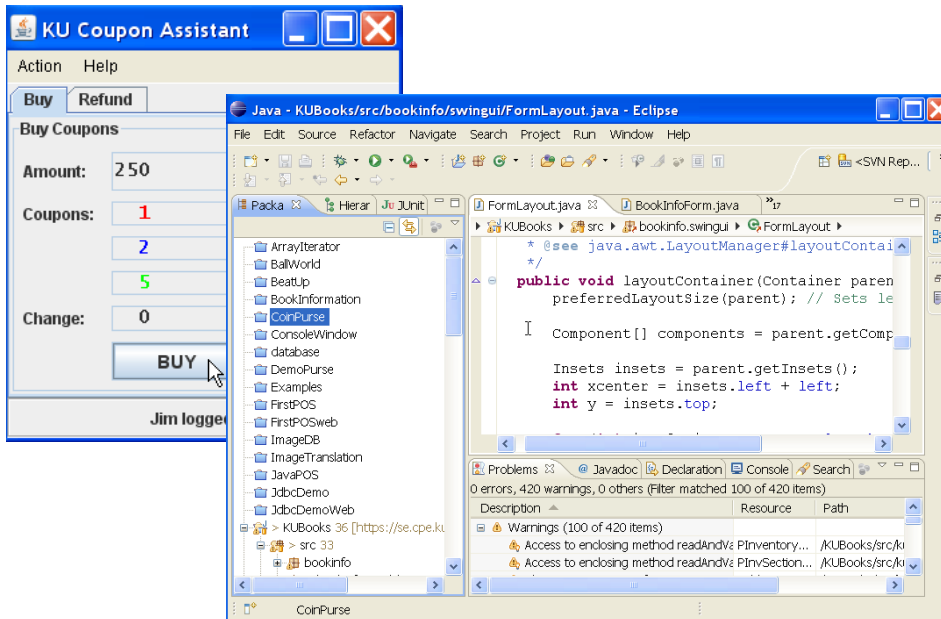 KU Coupon Assistant
Action Help
Buy Refund
Buy Coupons
Amount: 250
Coupons: 1
2
5
Change: 0
BUY
Jim logge
Java - KUBooks/src/bookinfo/swingui/FormLayout.java - Eclipse
File Edit Source Refactor Navigate Search Project Run Window Help
<SVN Rep...
Packa Hierar JUnit
ArrayIterator
BallWorld
BeatUp
BookInformation
CoinPurse
ConsoleWindow
database
DemoPurse
Examples
FirstPOS
FirstPOSweb
ImageDB
ImageTranslation
JavaPOS
JdbcDemo
JdbcDemoWeb
> KUBooks 36 [https://se.cpe.ku
> src 33
bookinfo
FormLayout.java BookInfoForm.java »17
KUBooks src bookinfo.swingui FormLayout
* @see java.awt.LayoutManager#layoutContai
*/
public void layoutContainer(Container paren
preferredLayoutSize(parent); // Sets le
Component[] components = parent.getComp
Insets insets = parent.getInsets();
int xcenter = insets.left + left;
int y = insets.top;
Problems @ Javadoc Declaration Console Search
0 errors, 420 warnings, 0 others (Filter matched 100 of 420 items)
Description Resource Path
Warnings (100 of 420 items)
Access to enclosing method readAndVa PInventory... /KUBooks/src/ku
Access to enclosing method readAndVa PInvSection... /KUBooks/src/ku
CoinPurse